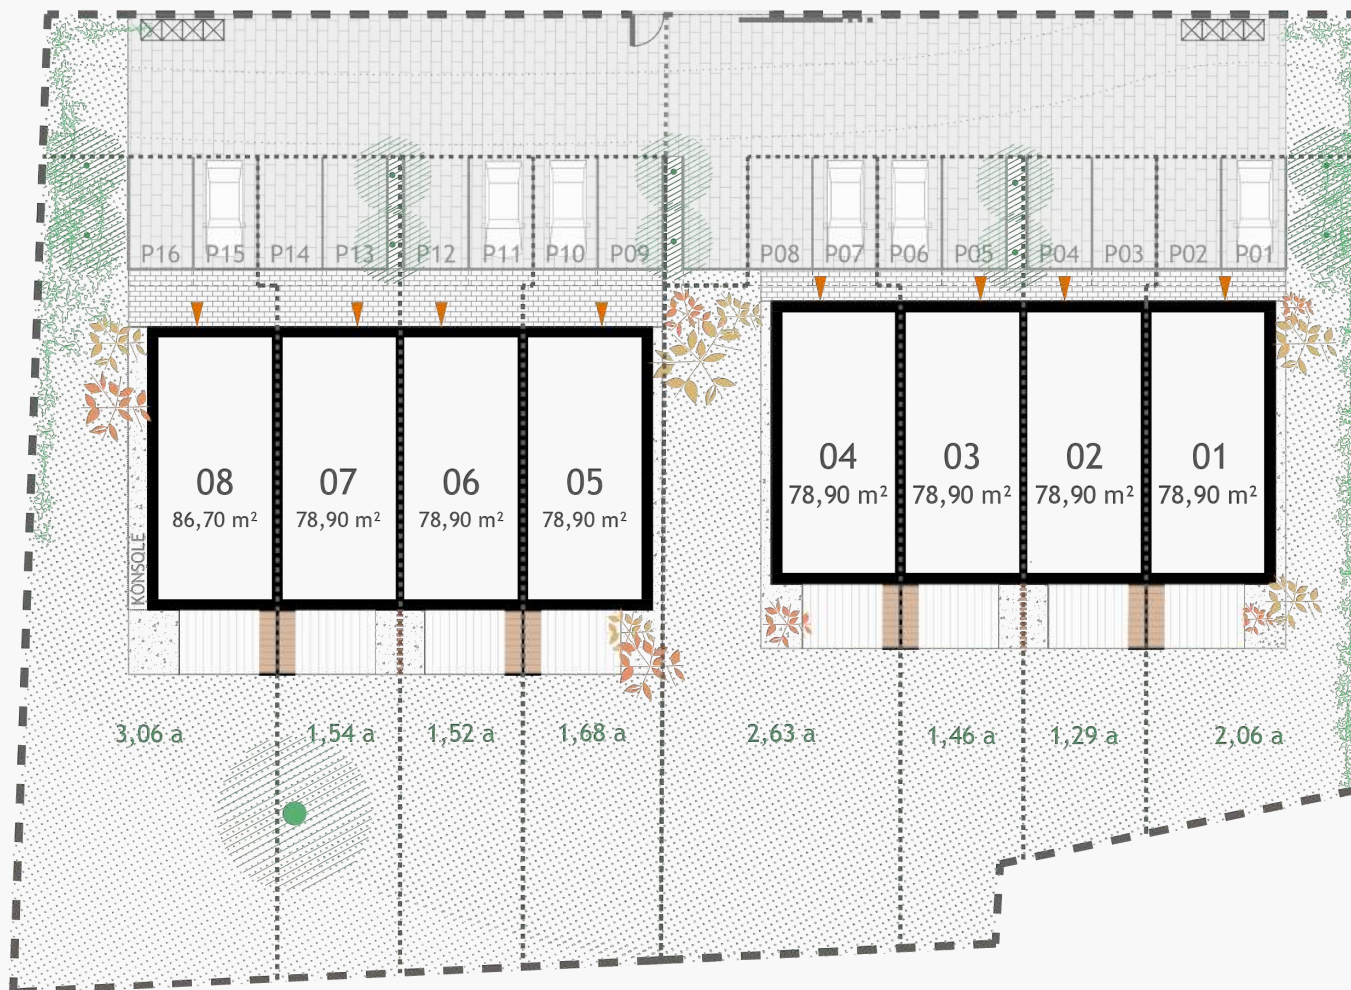 P16 P15 P14 P13 P12 P11 P10 P09 P08 P07 P06 P05 P04 P03 P02 P01
04 03 02 01
78,90 m² 78,90 m² 78,90 m² 78,90 m²
08 07 06 05
86,70 m² 78,90 m² 78,90 m² 78,90 m²
KONSOLĖ
3,06 a 1,54 a 1,52 a 1,68 a 2,63 a 1,46 a 1,29 a 2,06 a